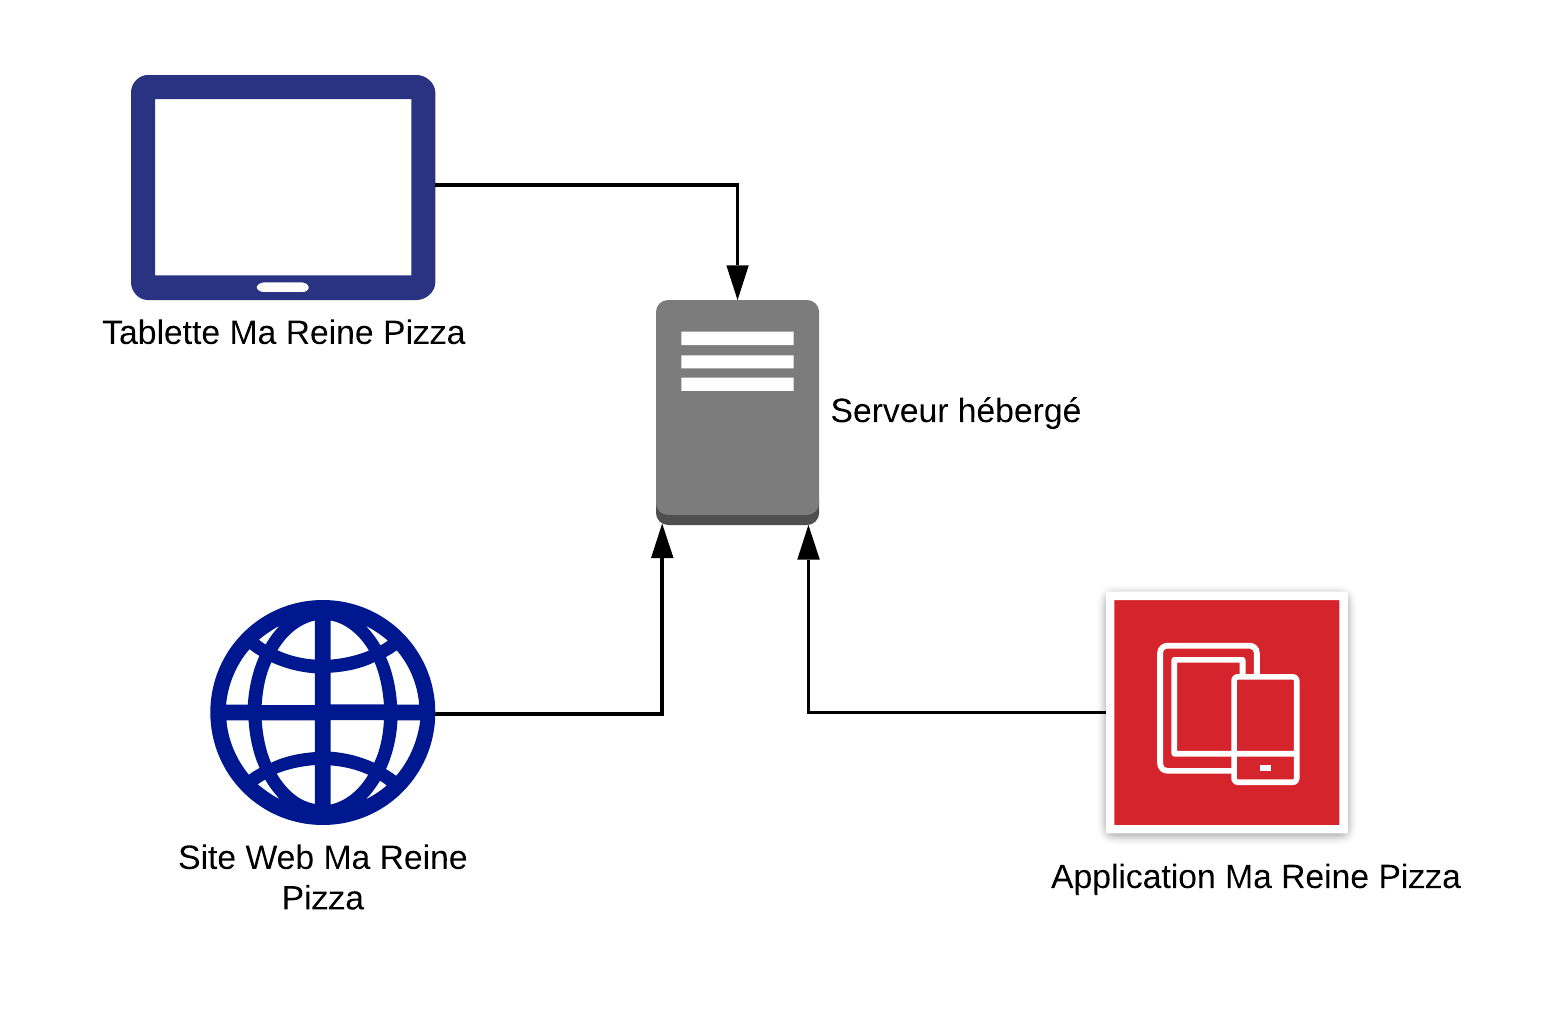 Tablette Ma Reine Pizza
Serveur hébergé
Site Web Ma Reine
Pizza
Application Ma Reine Pizza